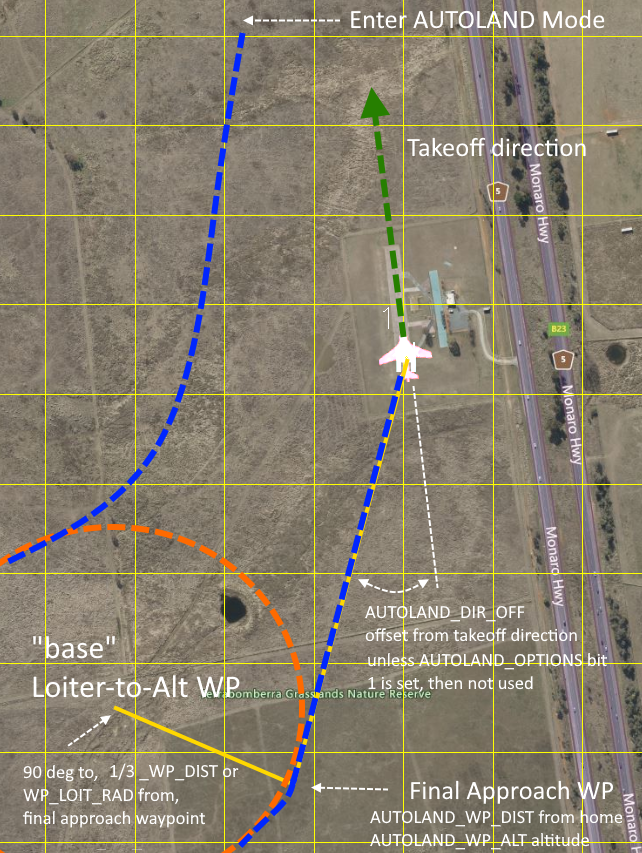 Enter AUTOLAND Mode
Takeoff direction
5
Monaro Hwy
1
B23
5
Monaro Hwy
Monaro Hwy
AUTOLAND_DIR_OFF
offset from takeoff direction
unless AUTOLAND_OPTIONS bit
1 is set, then not used
"base"
Loiter-to-Alt WP
Grasslands Nature Reserve
90 deg to, 1/3 _WP_DIST or
WP_LOIT_RAD from,
final approach waypoint
Final Approach WP
AUTOLAND_WP_DIST from home
AUTOLAND_WP_ALT altitude
Monaro